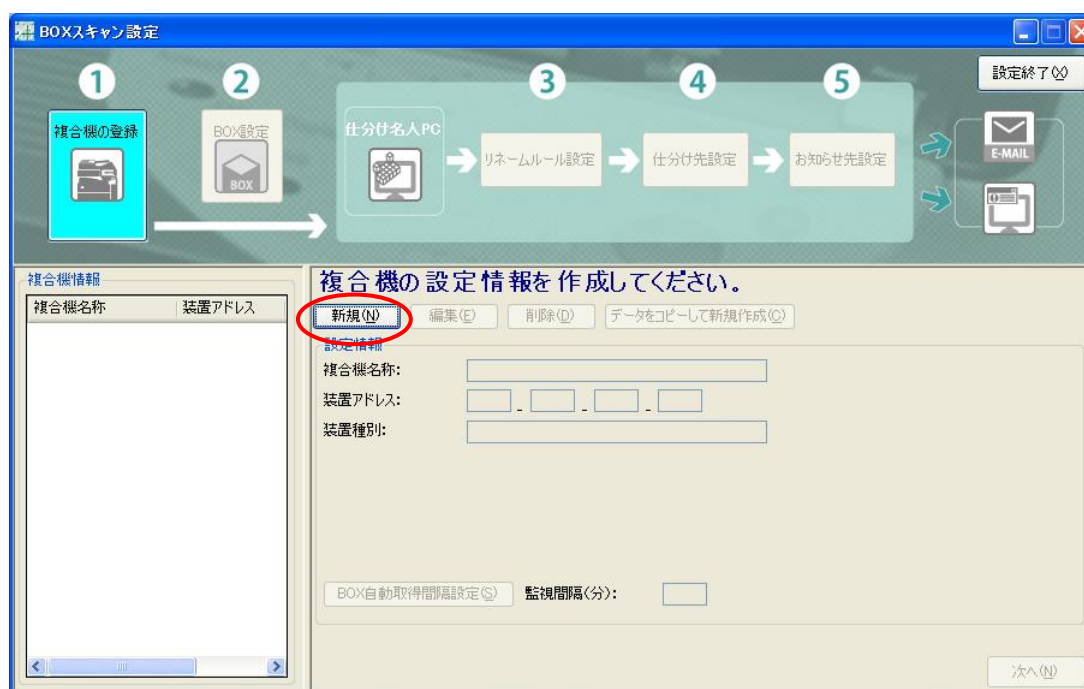 BOXスキャン設定
1 2 3 4 5
設定終了(X)
複合機の登録
BOX設定
BOX
仕分け名人PC
リネームルール設定
仕分け先設定
お知らせ先設定
E-MAIL
複合機情報
複合機名称 装置アドレス
複合機の設定情報を作成してください。
新規(N) 編集(E) 削除(D) データをコピーして新規作成(C)
設定情報
複合機名称:
装置アドレス:
装置種別:
BOX自動取得間隔設定(S) 監視間隔(分):
次へ(N)